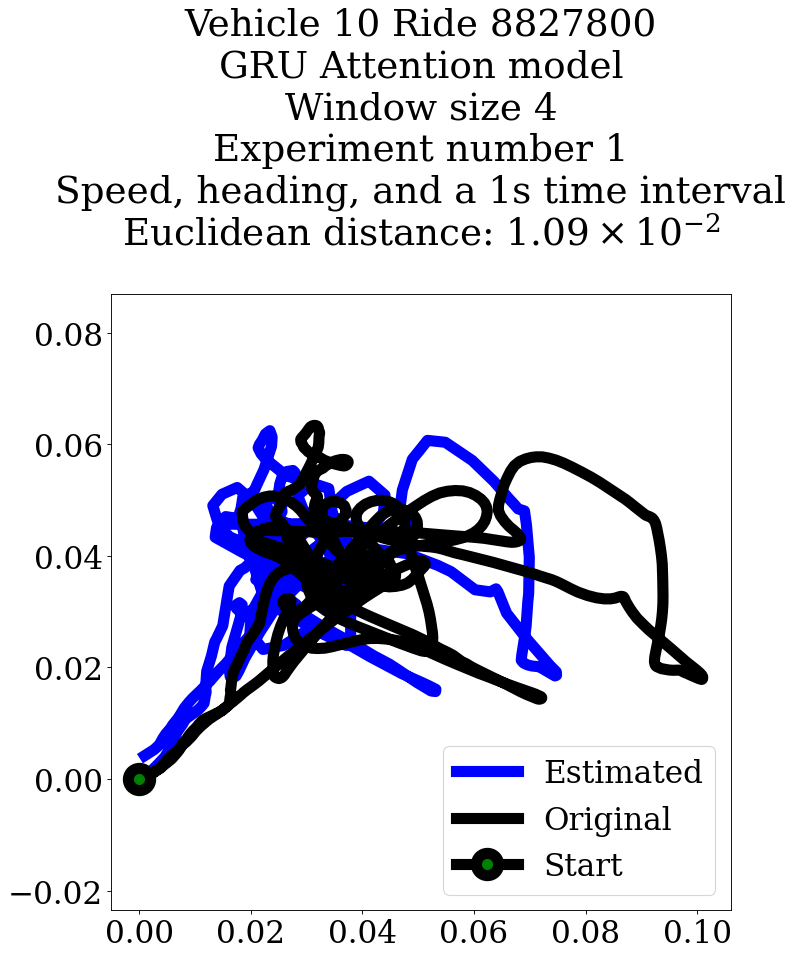 Vehicle 10 Ride 8827800
GRU Attention model
Window size 4
Experiment number 1
Speed, heading, and a 1s time interval
Euclidean distance: 1.09 × 10⁻²
0.08
0.06
0.04
0.02
0.00
−0.02
0.00 0.02 0.04 0.06 0.08 0.10
Estimated
Original
Start